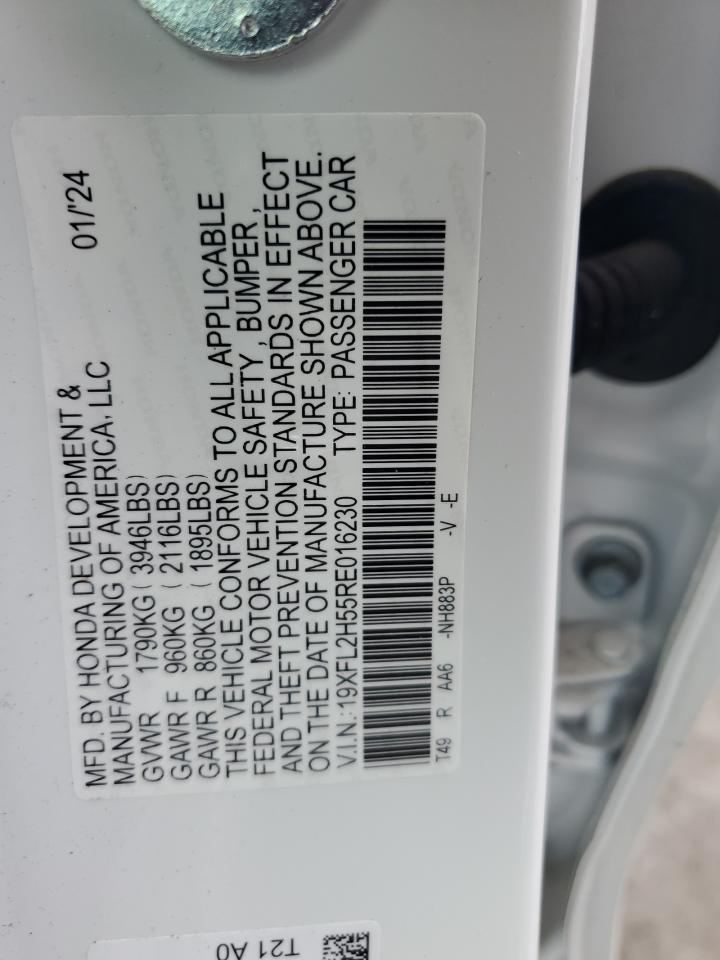 MFD. BY HONDA DEVELOPMENT &
MANUFACTURING OF AMERICA, LLC 01/'24
GVWR 1790KG ( 3946LBS)
GAWR F 960KG ( 2116LBS)
GAWR R 860KG ( 1895LBS)
THIS VEHICLE CONFORMS TO ALL APPLICABLE
FEDERAL MOTOR VEHICLE SAFETY, BUMPER,
AND THEFT PREVENTION STANDARDS IN EFFECT
ON THE DATE OF MANUFACTURE SHOWN ABOVE.
V.I.N.: 19XFL2H55RE016230 TYPE: PASSENGER CAR
T49 R AA6 -NH883P -V -E
T21 A0